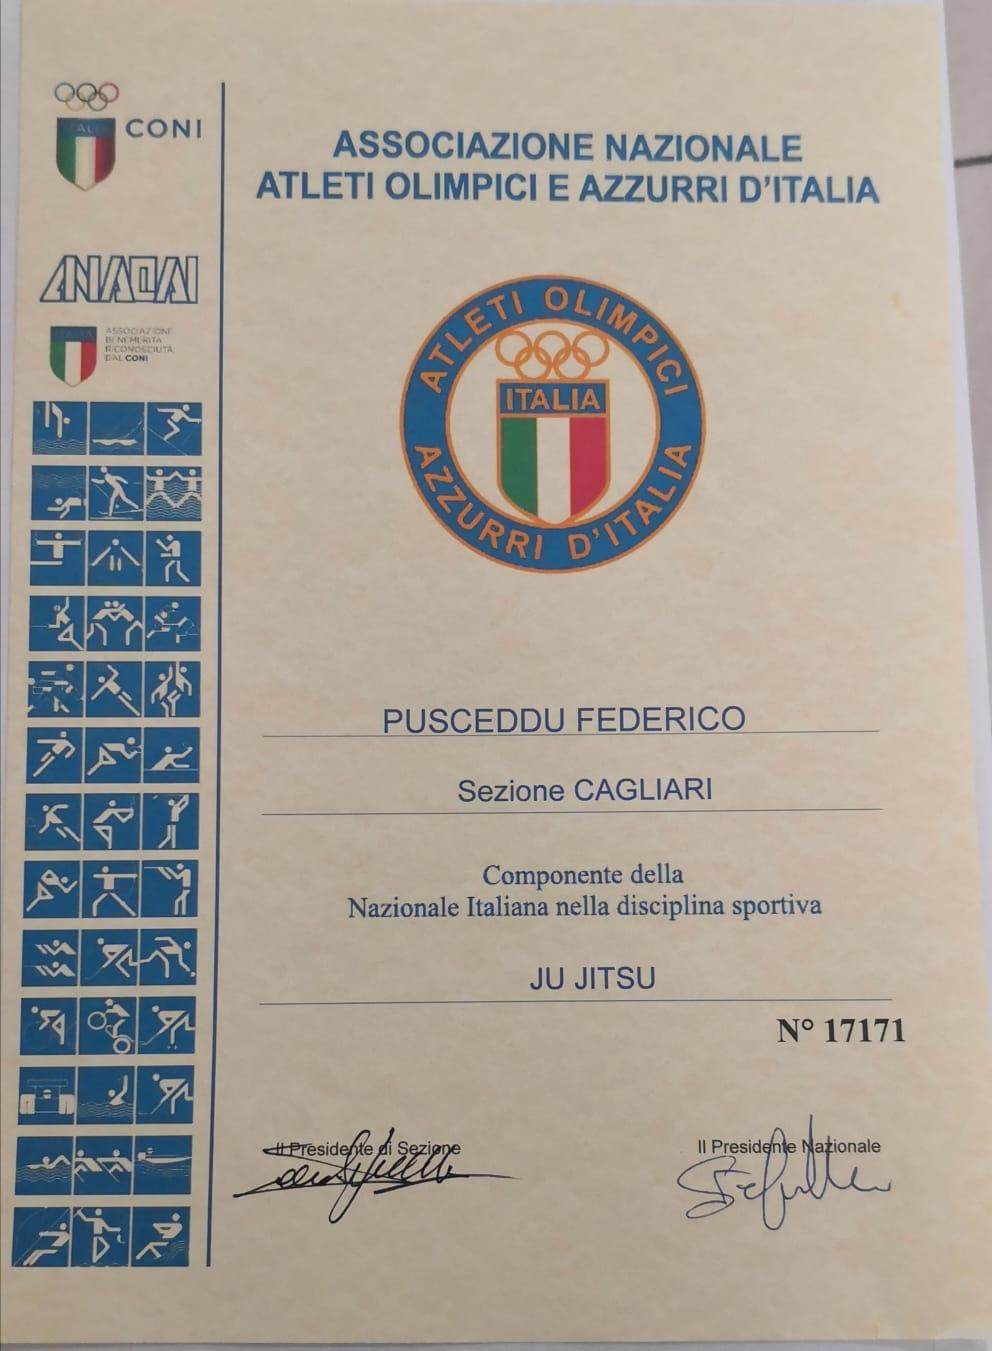 ITALIA
CONI
ASSOCIAZIONE NAZIONALE
ATLETI OLIMPICI E AZZURRI D'ITALIA
ANAOAI
ITALIA
ASSOCIAZIONE
BENEMERITA
RICONOSCIUTA
DAL CONI
ATLETI OLIMPICI
ITALIA
AZZURRI D'ITALIA
PUSCEDDU FEDERICO
Sezione CAGLIARI
Componente della
Nazionale Italiana nella disciplina sportiva
JU JITSU
N° 17171
Il Presidente di Sezione
Il Presidente Nazionale